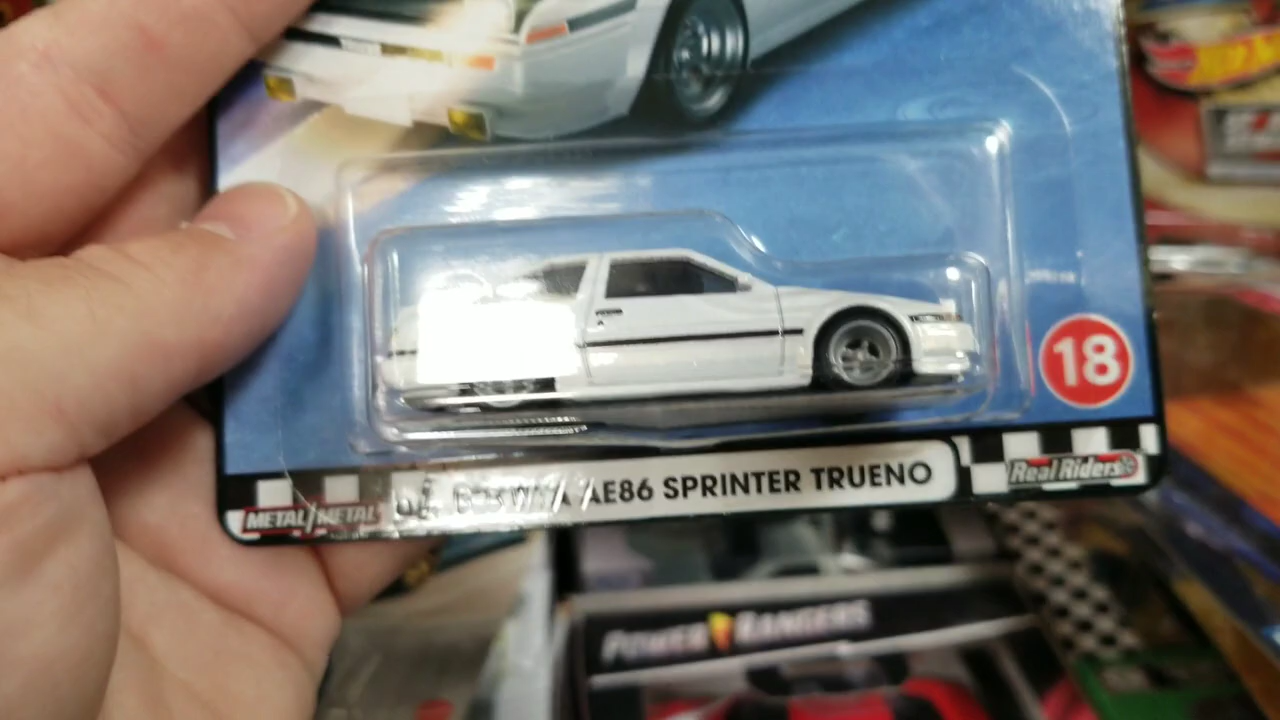 18
METAL/METAL
AE86 SPRINTER TRUENO
Real Riders
POWER RANGERS